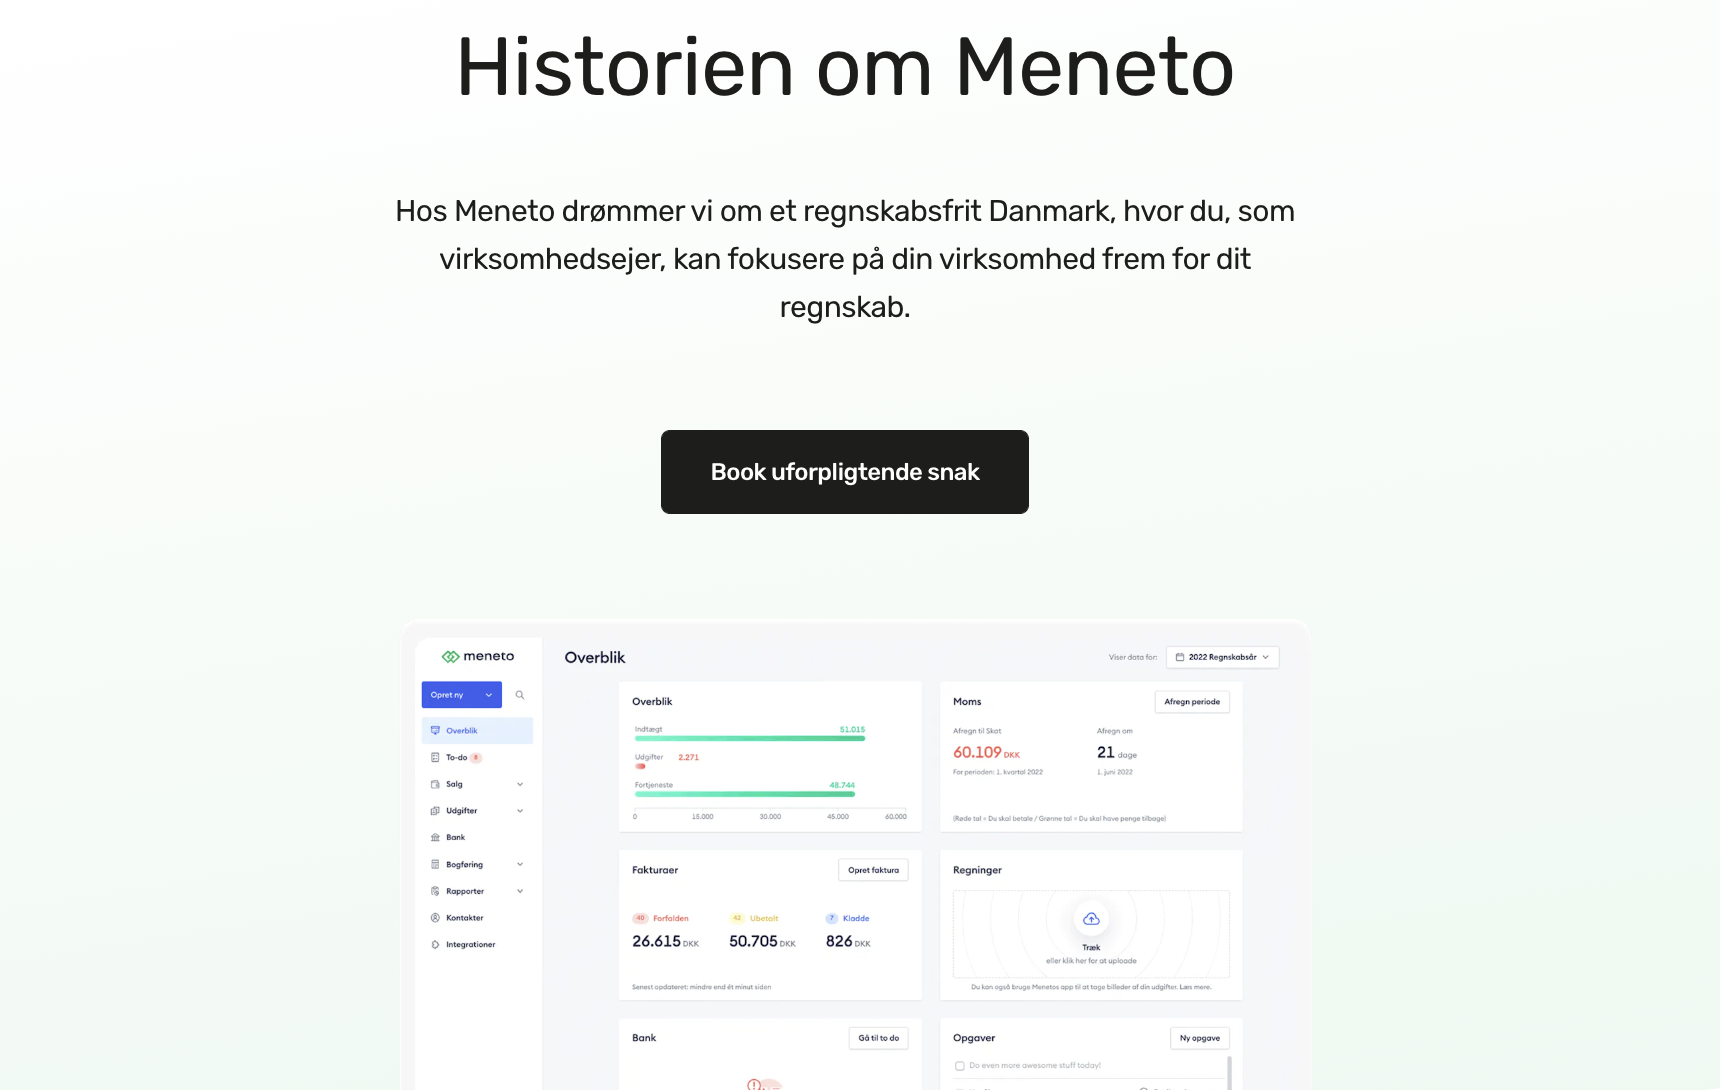 Historien om Meneto
Hos Meneto drømmer vi om et regnskabsfrit Danmark, hvor du, som
virksomhedsejer, kan fokusere på din virksomhed frem for dit
regnskab.
Book uforpligtende snak
meneto
Opret ny
Overblik
To-do 8
Salg
Udgifter
Bank
Bogføring
Rapporter
Kontakter
Integrationer
Overblik
Viser data for:
2022 Regnskabsår
Overblik
Indtægt 51.015
Udgifter 2.271
Fortjeneste 48.744
0 15.000 30.000 45.000 60.000
Moms
Afregn periode
Afregn til Skat
Afregn om
60.109 DKK
21 dage
For perioden: 1. kvartal 2022
1. juni 2022
(Røde tal = Du skal betale / Grønne tal = Du skal have penge tilbage)
Fakturaer
Opret faktura
40 Forfalden
42 Ubetalt
7 Kladde
26.615 DKK
50.705 DKK
826 DKK
Senest opdateret: mindre end ét minut siden
Regninger
Træk
eller klik her for at uploade
Du kan også bruge Menetos app til at tage billeder af din udgifter. Læs mere.
Bank
Gå til to do
Opgaver
Ny opgave
Do even more awesome stuff today!